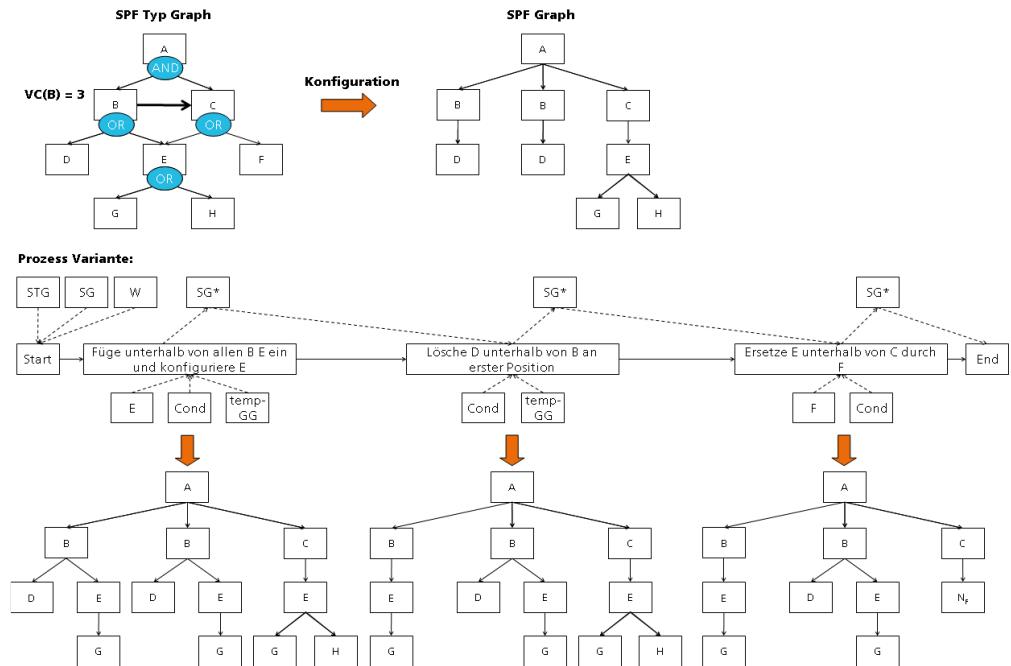 SPF Typ Graph
SPF Graph
A
AND
VC(B) = 3
B
C
OR
OR
D
E
F
OR
G
H
Konfiguration
A
B
B
C
D
D
E
G
H
Prozess Variante:
STG
SG
W
SG*
SG*
SG*
Start
Füge unterhalb von allen B E ein
und konfiguriere E
Lösche D unterhalb von B an
erster Position
Ersetze E unterhalb von C durch
F
End
E
Cond
temp-
GG
Cond
temp-
GG
F
Cond
A
B
B
C
D
E
D
E
E
G
G
G
H
A
B
B
C
E
D
E
E
G
G
G
H
A
B
B
C
E
D
E
N_F
G
G